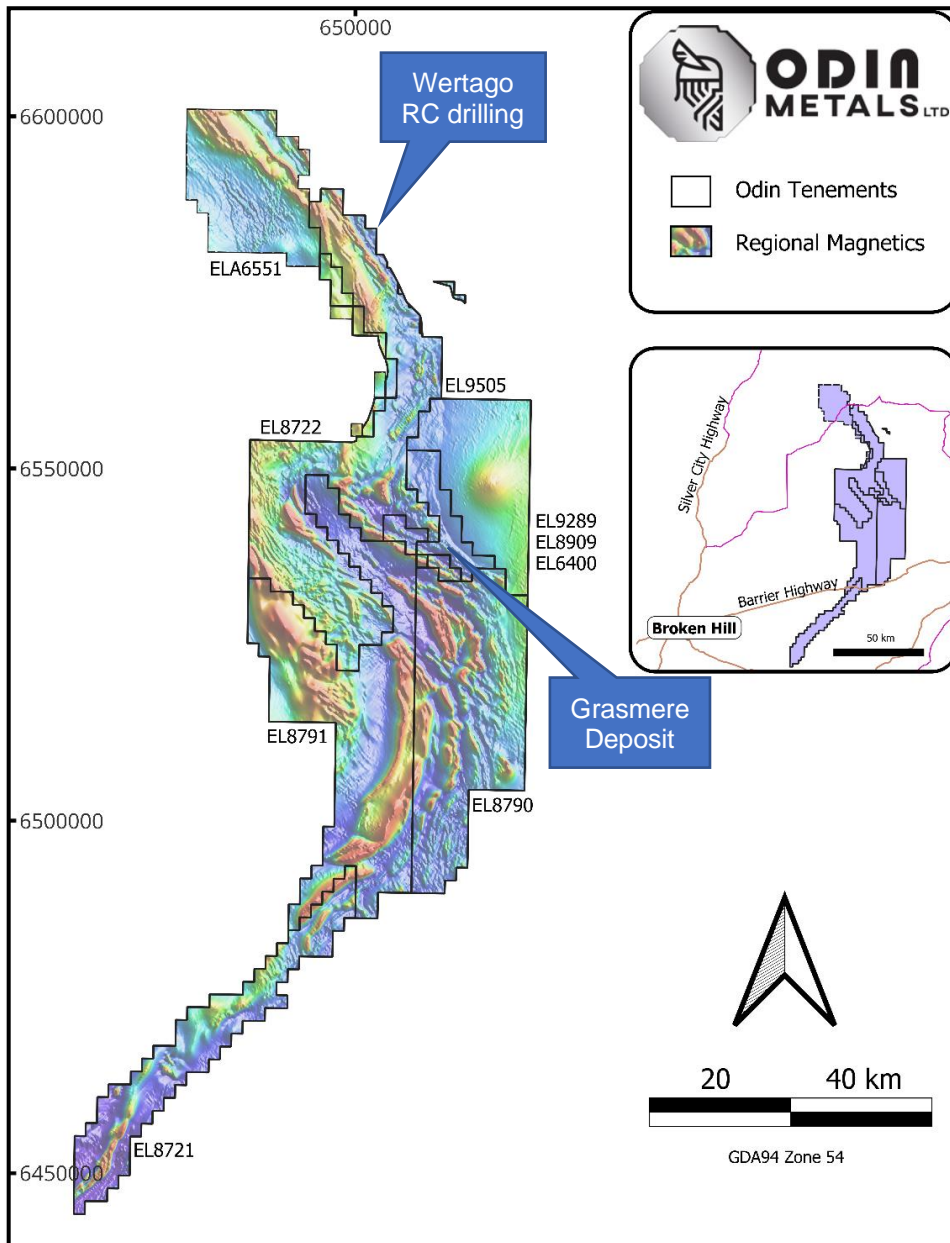 650000
6600000
6550000
6500000
6450000
Wertago
RC drilling
ELA6551
EL9505
EL8722
EL9289
EL8909
EL6400
Grasmere
Deposit
EL8791
EL8790
EL8721
ODIN
METALS LTD
Odin Tenements
Regional Magnetics
Silver City Highway
Barrier Highway
Broken Hill
50 km
20
40 km
GDA94 Zone 54